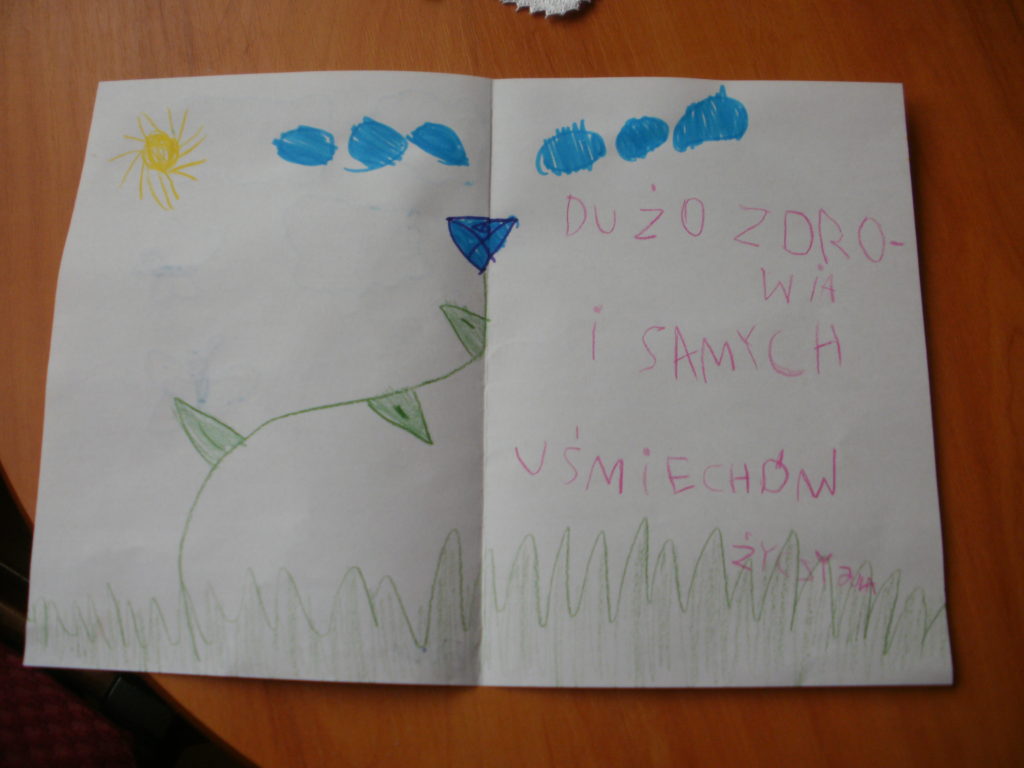 DUŻO ZDRO-
WIA
I SAMYCH
UŚMIECHÓW